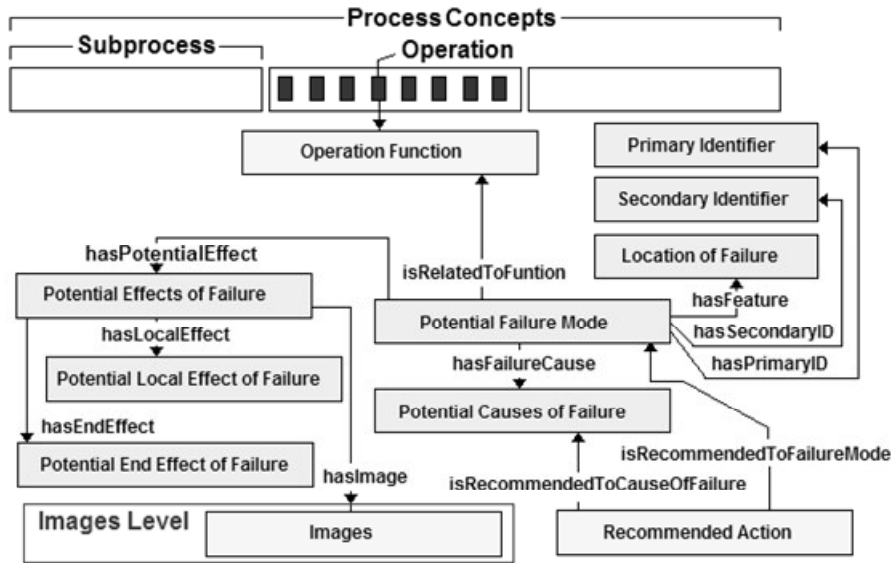 Process Concepts
Subprocess
Operation
Operation Function
Primary Identifier
Secondary Identifier
Location of Failure
hasPotentialEffect
isRelatedToFuntion
hasFeature
Potential Effects of Failure
Potential Failure Mode
hasSecondaryID
hasLocalEffect
hasPrimaryID
hasFailureCause
Potential Local Effect of Failure
Potential Causes of Failure
hasEndEffect
isRecommendedToFailureMode
Potential End Effect of Failure
hasImage
isRecommendedToCauseOfFailure
Images Level
Images
Recommended Action